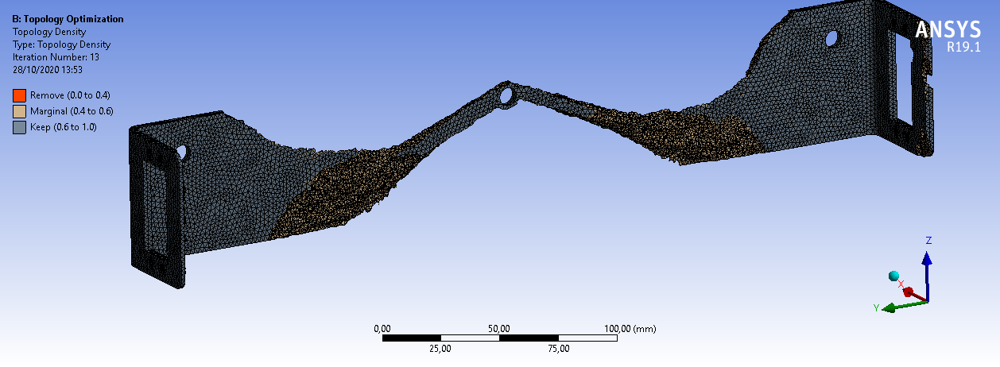 B: Topology Optimization
Topology Density
Type: Topology Density
Iteration Number: 13
28/10/2020 13:53
Remove (0.0 to 0.4)
Marginal (0.4 to 0.6)
Keep (0.6 to 1.0)
ANSYS
R19.1
Z
X
Y
0,00 50,00 100,00 (mm)
25,00 75,00